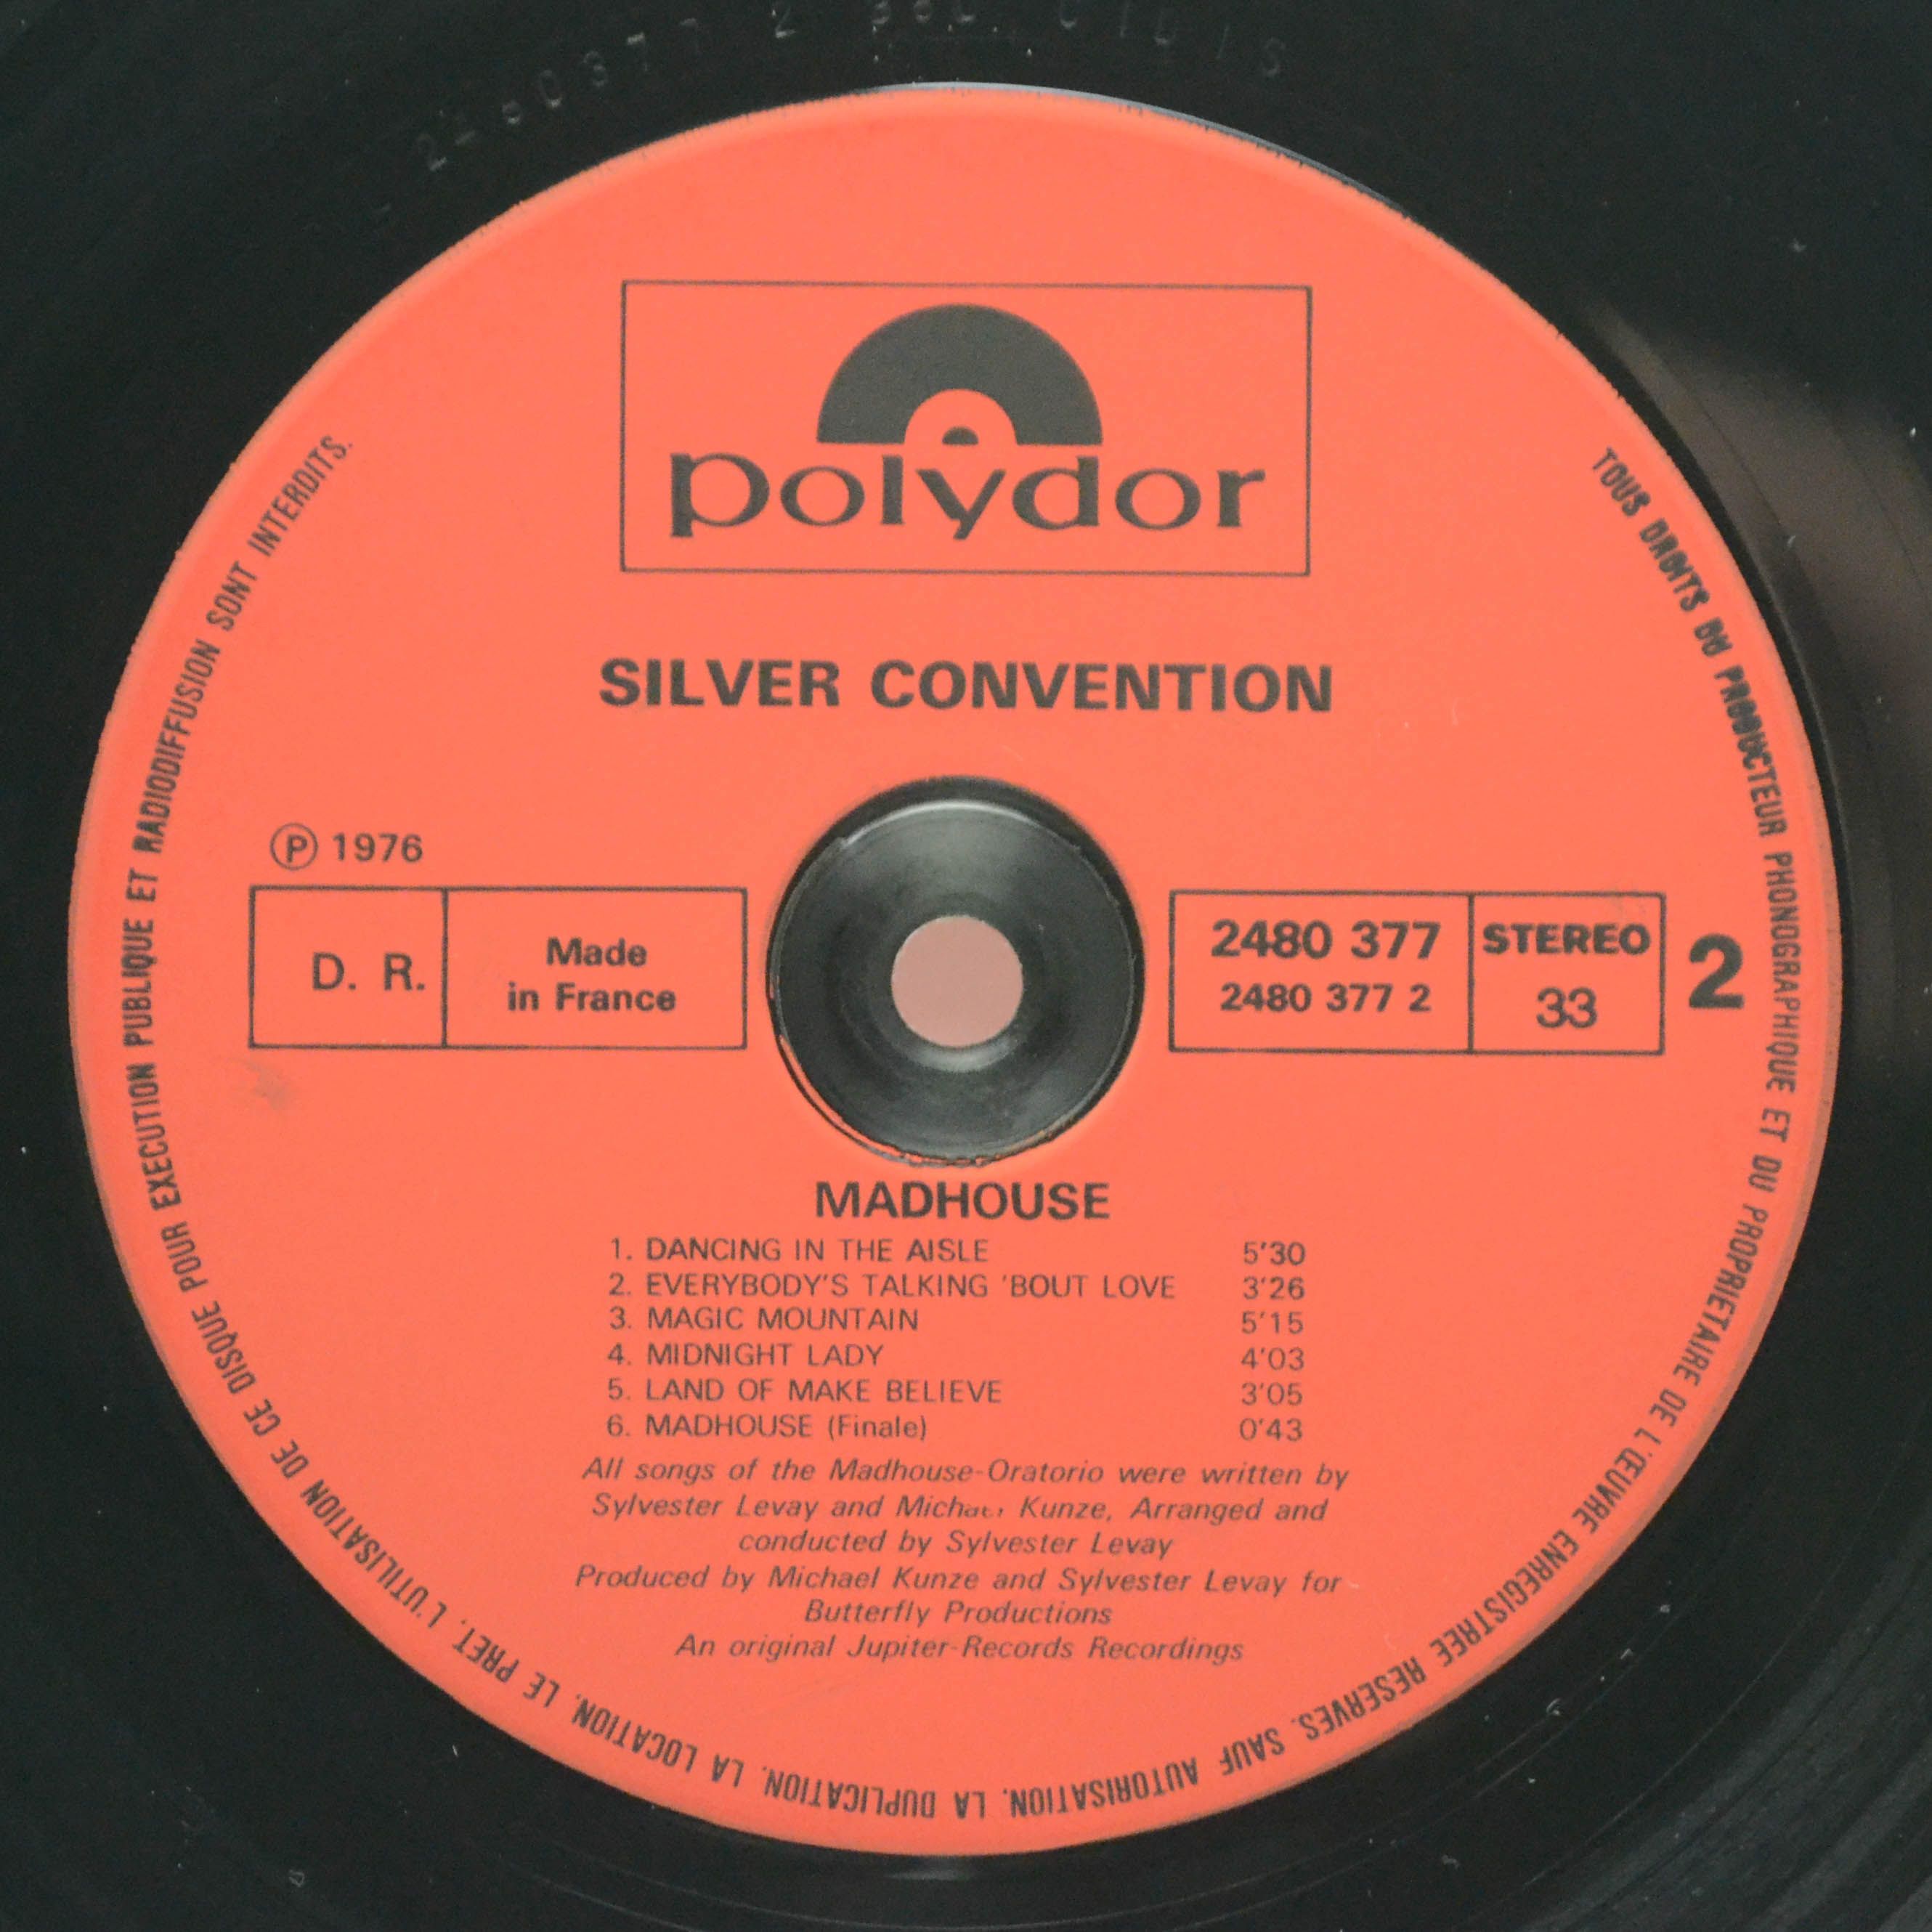 polydor
SILVER CONVENTION
℗ 1976
D. R.
Made
in France
2480 377
2480 377 2
STEREO
33
2
MADHOUSE
1. DANCING IN THE AISLE 5'30
2. EVERYBODY'S TALKING 'BOUT LOVE 3'26
3. MAGIC MOUNTAIN 5'15
4. MIDNIGHT LADY 4'03
5. LAND OF MAKE BELIEVE 3'05
6. MADHOUSE (Finale) 0'43
All songs of the Madhouse-Oratorio were written by
Sylvester Levay and Kunze, Arranged and
conducted by Sylvester Levay
Produced by Michael Kunze and Sylvester Levay for
Butterfly Productions
An original Jupiter-Records Recordings
TOUS DROITS DU PRODUCTEUR PHONOGRAPHIQUE ET DU PROPRIETAIRE DE L'ŒUVRE ENREGISTREE RESERVES. SAUF AUTORISATION, LA DUPLICATION, LA LOCATION, LE PRET, L'UTILISATION DE CE DISQUE POUR EXECUTION PUBLIQUE ET RADIODIFFUSION SONT INTERDITS.